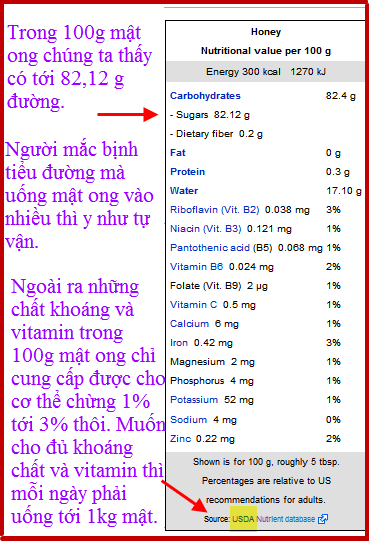 Trong 100g mật
ong chúng ta thấy
có tới 82,12 g
đường.
Người mắc bịnh
tiểu đường mà
uống mật ong vào
nhiều thì y như tự
vận.
Ngoài ra những
chất khoáng và
vitamin trong
100g mật ong chỉ
cung cấp được cho
cơ thể chừng 1%
tới 3% thôi. Muốn
cho đủ khoáng
chất và vitamin thì
mỗi ngày phải
uống tới 1kg mật.
Honey
Nutritional value per 100 g
Energy 300 kcal 1270 kJ
Carbohydrates 82.4 g
- Sugars 82.12 g
- Dietary fiber 0.2 g
Fat 0 g
Protein 0.3 g
Water 17.10 g
Riboflavin (Vit. B2) 0.038 mg 3%
Niacin (Vit. B3) 0.121 mg 1%
Pantothenic acid (B5) 0.068 mg 1%
Vitamin B6 0.024 mg 2%
Folate (Vit. B9) 2 μg 1%
Vitamin C 0.5 mg 1%
Calcium 6 mg 1%
Iron 0.42 mg 3%
Magnesium 2 mg 1%
Phosphorus 4 mg 1%
Potassium 52 mg 1%
Sodium 4 mg 0%
Zinc 0.22 mg 2%
Shown is for 100 g, roughly 5 tbsp.
Percentages are relative to US
recommendations for adults.
Source: USDA Nutrient database